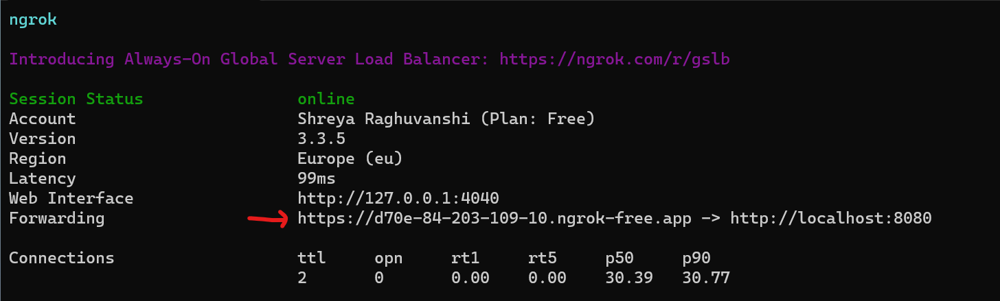 ngrok
Introducing Always-On Global Server Load Balancer: https://ngrok.com/r/gslb
Session Status online
Account Shreya Raghuvanshi (Plan: Free)
Version 3.3.5
Region Europe (eu)
Latency 99ms
Web Interface http://127.0.0.1:4040
Forwarding https://d70e-84-203-109-10.ngrok-free.app -> http://localhost:8080
Connections ttl opn rt1 rt5 p50 p90
2 0 0.00 0.00 30.39 30.77